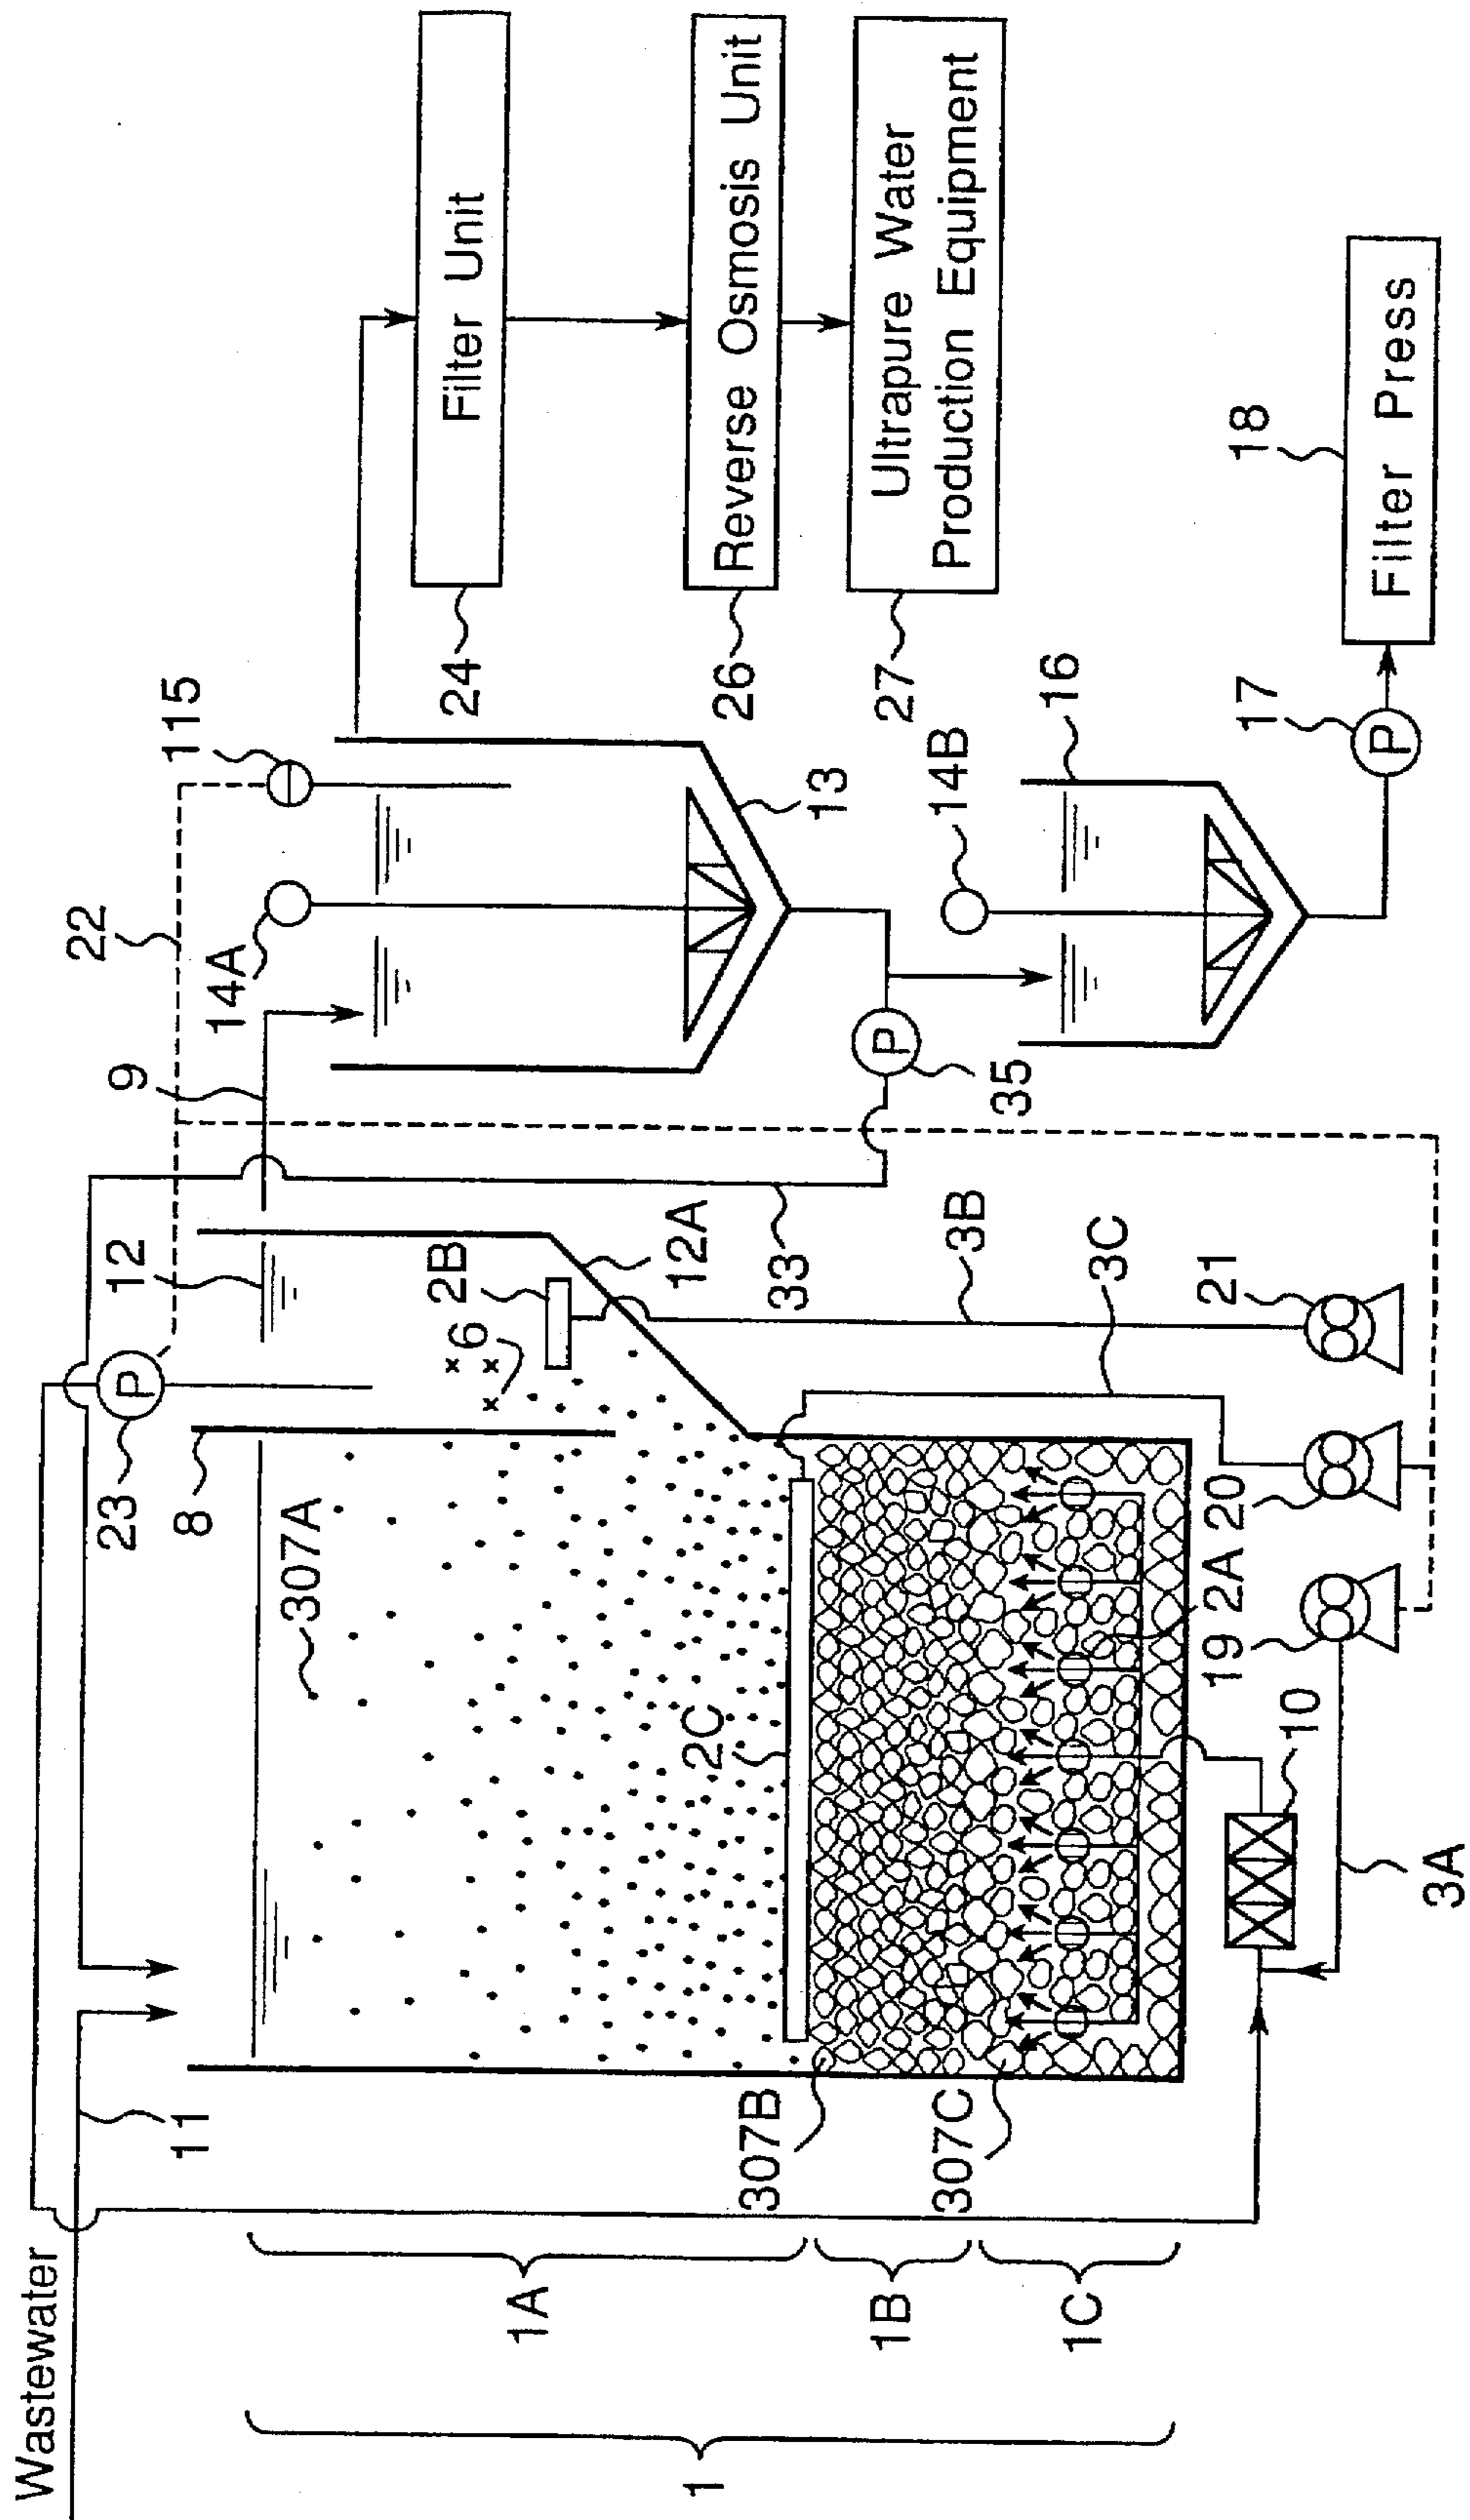 Wastewater
11
23
8
12
9
22
14A
115
307A
2B
*6
x x
12A
33
2C
35
13
24
Filter Unit
26
Reverse Osmosis Unit
27
Ultrapure Water
Production Equipment
14B
16
17
18
Filter Press
P
P
P
3B
3C
21
20
2A
19
10
3A
307B
307C
1A
1B
1C
1